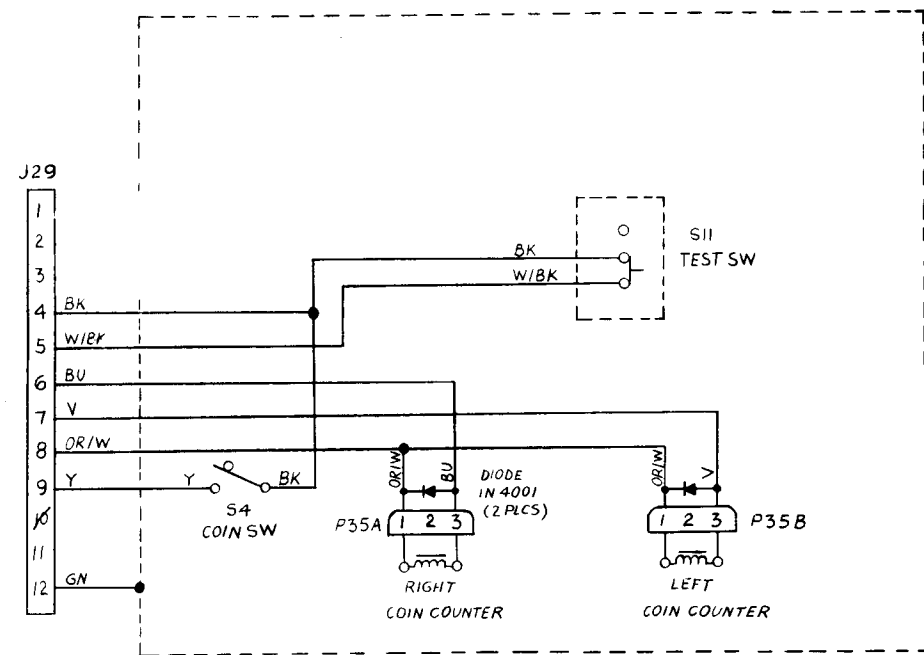 J29
1
2
3
4
5
6
7
8
9
10
11
12
BK
W/BK
BU
V
OR/W
Y
Y
BK
GN
S4
COIN SW
BK
W/BK
S11
TEST SW
OR/W
BU
DIODE
IN 4001
(2 PLCS)
P35A
1 2 3
RIGHT
COIN COUNTER
OR/W
V
1 2 3
P35B
LEFT
COIN COUNTER